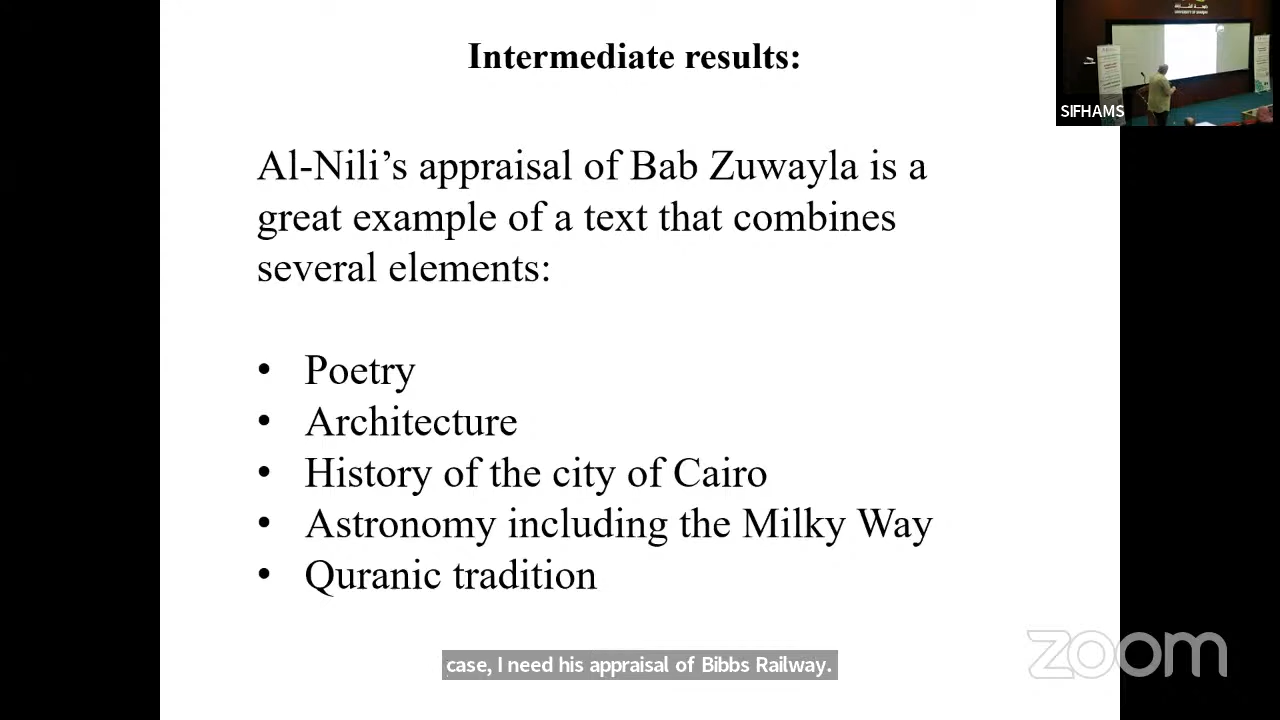 Intermediate results:
Al-Nili’s appraisal of Bab Zuwayla is a
great example of a text that combines
several elements:
• Poetry
• Architecture
• History of the city of Cairo
• Astronomy including the Milky Way
• Quranic tradition
SIFHAMS
zoom
case, I need his appraisal of Bibbs Railway.